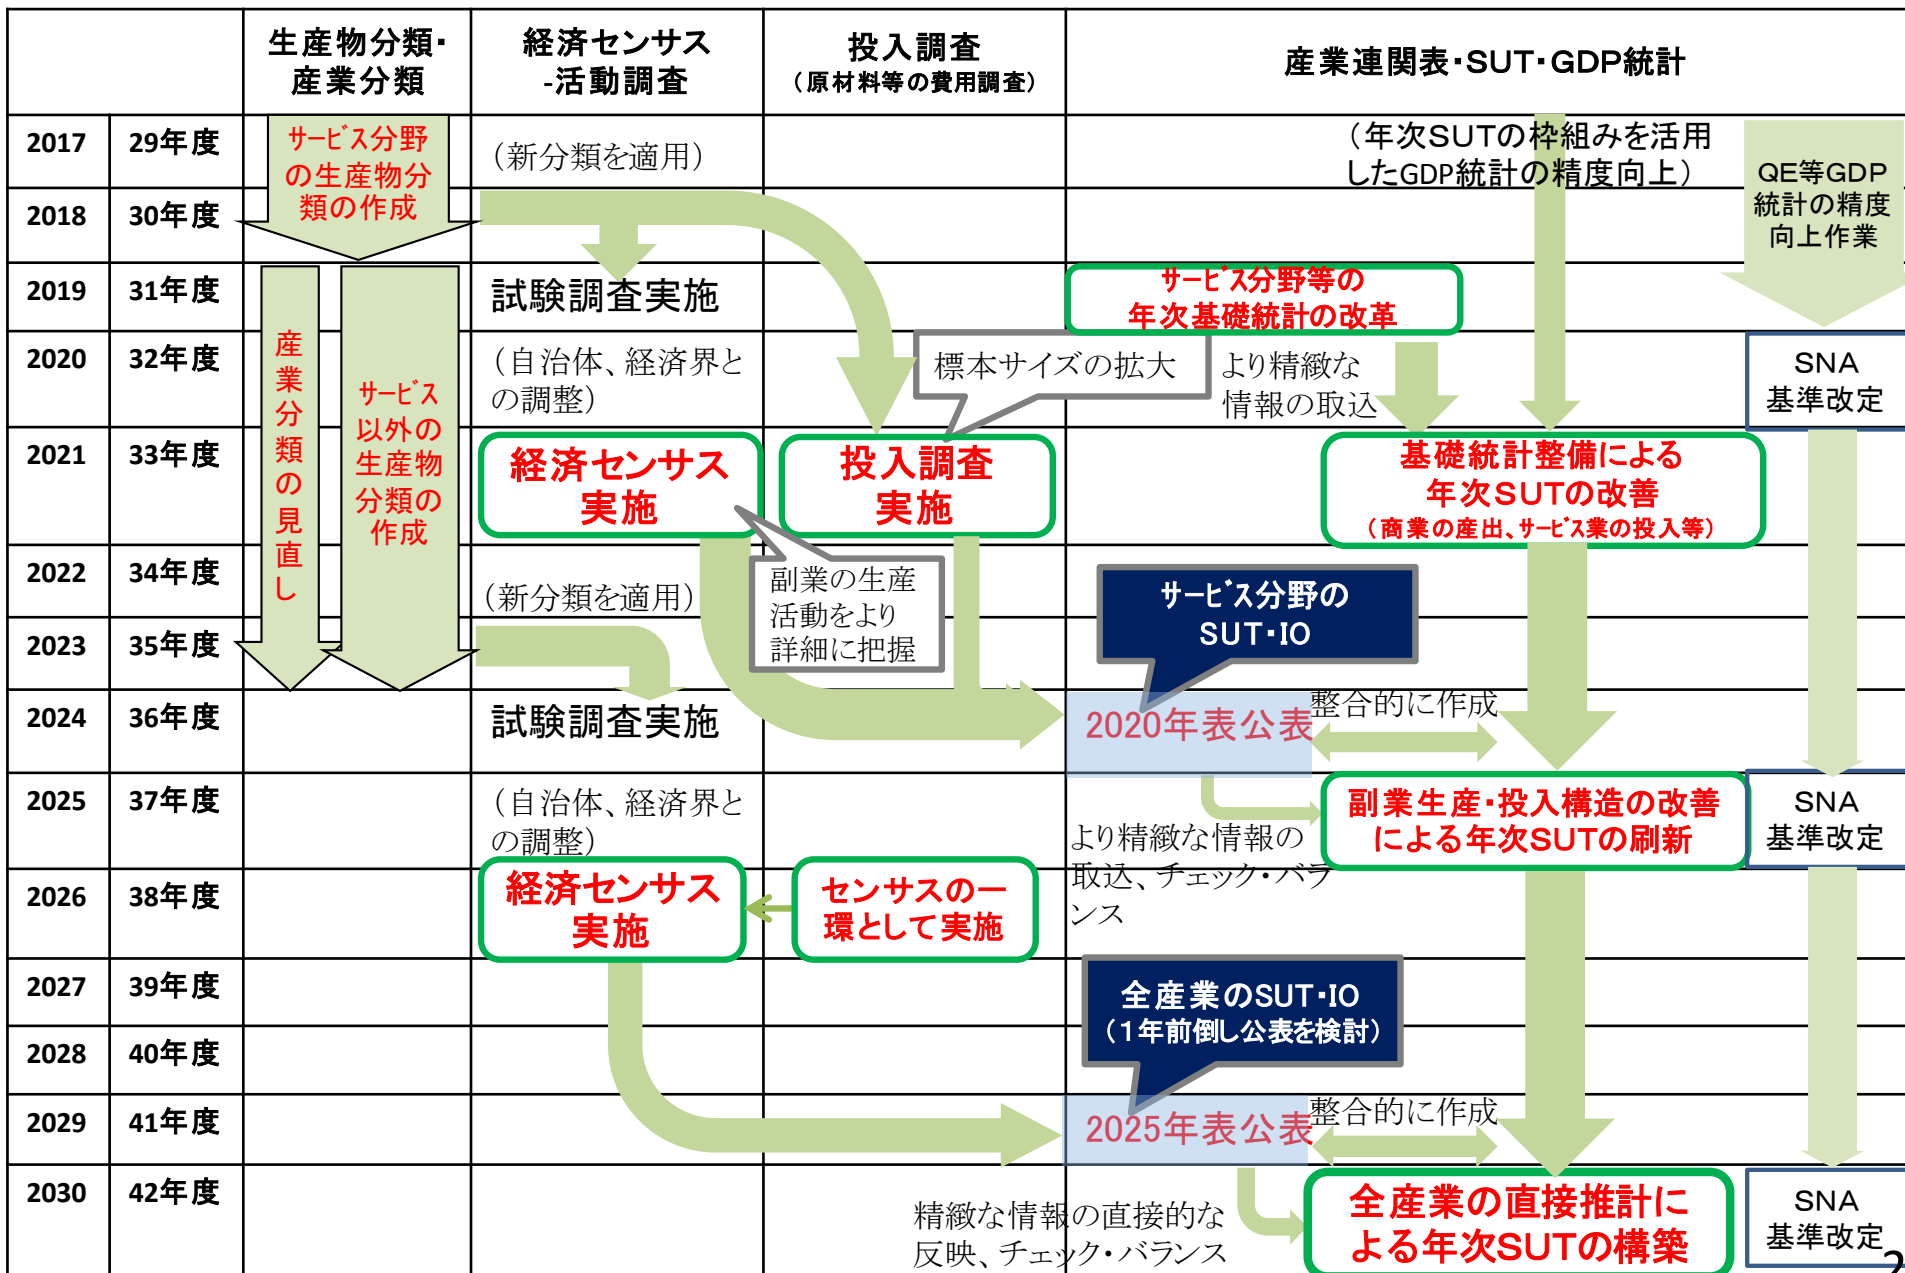 生産物分類・
産業分類
経済センサス
-活動調査
投入調査
（原材料等の費用調査）
産業連関表・SUT・GDP統計
2017
29年度
サービス分野
の生産物分
類の作成
（新分類を適用）
（年次SUTの枠組みを活用
したGDP統計の精度向上）
QE等GDP
統計の精度
向上作業
2018
30年度
2019
31年度
産業分類の見直し
サービス
以外の
生産物
分類の
作成
試験調査実施
サービス分野等の
年次基礎統計の改革
2020
32年度
（自治体、経済界と
の調整）
標本サイズの拡大
より精緻な
情報の取込
SNA
基準改定
2021
33年度
経済センサス
実施
投入調査
実施
基礎統計整備による
年次SUTの改善
（商業の産出、サービス業の投入等）
2022
34年度
（新分類を適用）
副業の生産
活動をより
詳細に把握
サービス分野の
SUT・IO
2023
35年度
2024
36年度
試験調査実施
2020年表公表
整合的に作成
2025
37年度
（自治体、経済界と
の調整）
より精緻な情報の
取込、チェック・バラ
ンス
副業生産・投入構造の改善
による年次SUTの刷新
SNA
基準改定
2026
38年度
経済センサス
実施
センサスの一
環として実施
2027
39年度
全産業のSUT・IO
（１年前倒し公表を検討）
2028
40年度
2029
41年度
2025年表公表
整合的に作成
2030
42年度
精緻な情報の直接的な
反映、チェック・バランス
全産業の直接推計に
よる年次SUTの構築
SNA
基準改定
2